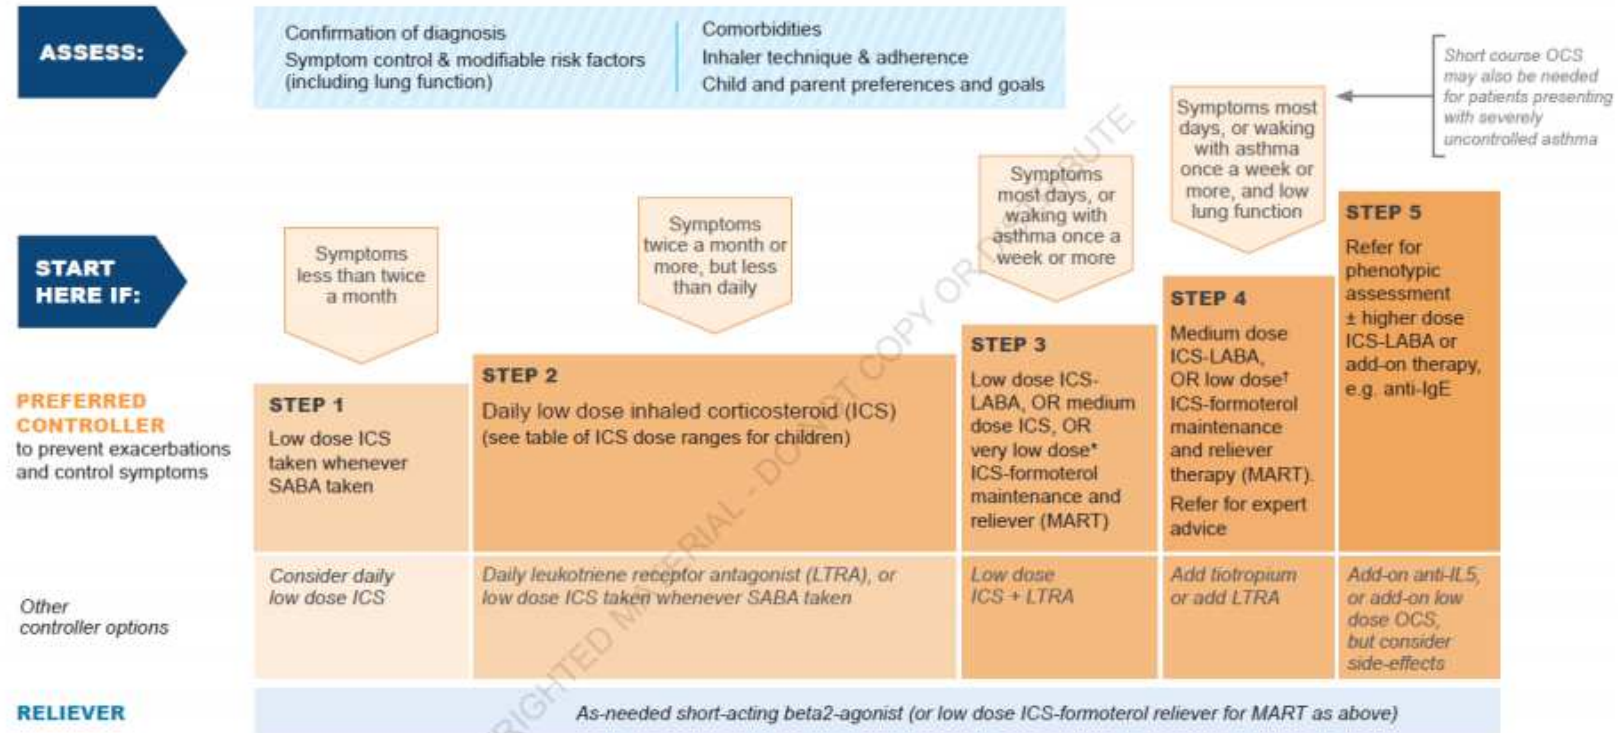 ASSESS:
Confirmation of diagnosis
Symptom control & modifiable risk factors
(including lung function)
Comorbidities
Inhaler technique & adherence
Child and parent preferences and goals
Short course OCS
may also be needed
for patients presenting
with severely
uncontrolled asthma
START
HERE IF:
Symptoms
less than twice
a month
Symptoms
twice a month or
more, but less
than daily
Symptoms
most days, or
waking with
asthma once a
week or more
Symptoms most
days, or waking
with asthma
once a week or
more, and low
lung function
PREFERRED
CONTROLLER
to prevent exacerbations
and control symptoms
STEP 1
Low dose ICS
taken whenever
SABA taken
STEP 2
Daily low dose inhaled corticosteroid (ICS)
(see table of ICS dose ranges for children)
STEP 3
Low dose ICS-
LABA, OR medium
dose ICS, OR
very low dose*
ICS-formoterol
maintenance and
reliever (MART)
STEP 4
Medium dose
ICS-LABA,
OR low dose†
ICS-formoterol
maintenance
and reliever
therapy (MART).
Refer for expert
advice
STEP 5
Refer for
phenotypic
assessment
± higher dose
ICS-LABA or
add-on therapy,
e.g. anti-IgE
Other
controller options
Consider daily
low dose ICS
Daily leukotriene receptor antagonist (LTRA), or
low dose ICS taken whenever SABA taken
Low dose
ICS + LTRA
Add tiotropium
or add LTRA
Add-on anti-IL5,
or add-on low
dose OCS,
but consider
side-effects
RELIEVER
As-needed short-acting beta2-agonist (or low dose ICS-formoterol reliever for MART as above)
RIGHTED MATERIAL - DO NOT COPY OR DISTRIBUTE